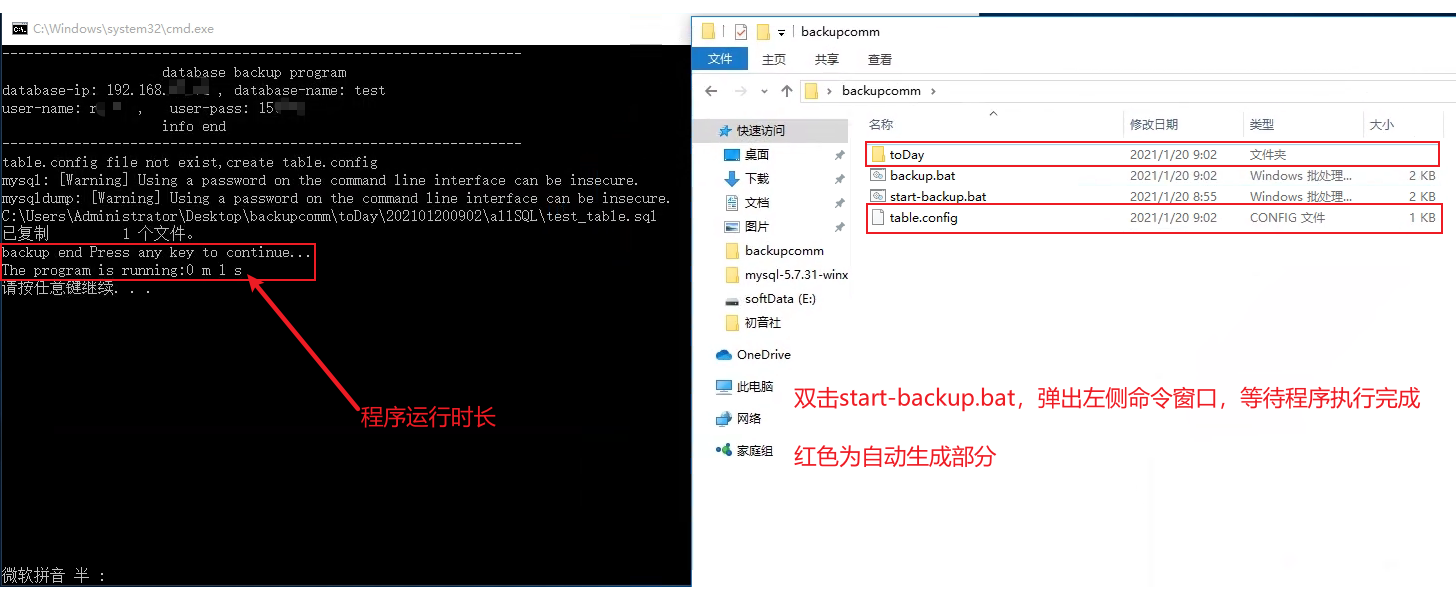 C:\Windows\system32\cmd.exe
database backup program
database-ip: 192.168. , database-name: test
user-name: r , user-pass: 15
info end
table.config file not exist,create table.config
mysql: [Warning] Using a password on the command line interface can be insecure.
mysqldump: [Warning] Using a password on the command line interface can be insecure.
C:\Users\Administrator\Desktop\backupcomm\toDay\202101200902\allSQL\test_table.sql
已复制 1 个文件。
backup end Press any key to continue...
The program is running:0 m 1 s
请按任意键继续. . .
程序运行时长
微软拼音 半 :
backupcomm
文件 主页 共享 查看
backupcomm
快速访问
桌面
下载
文档
图片
backupcomm
mysql-5.7.31-winx
softData (E:)
初音社
OneDrive
此电脑
网络
家庭组
名称 修改日期 类型 大小
toDay 2021/1/20 9:02 文件夹
backup.bat 2021/1/20 9:02 Windows 批处理... 2 KB
start-backup.bat 2021/1/20 8:55 Windows 批处理... 2 KB
table.config 2021/1/20 9:02 CONFIG 文件 1 KB
双击start-backup.bat，弹出左侧命令窗口，等待程序执行完成
红色为自动生成部分